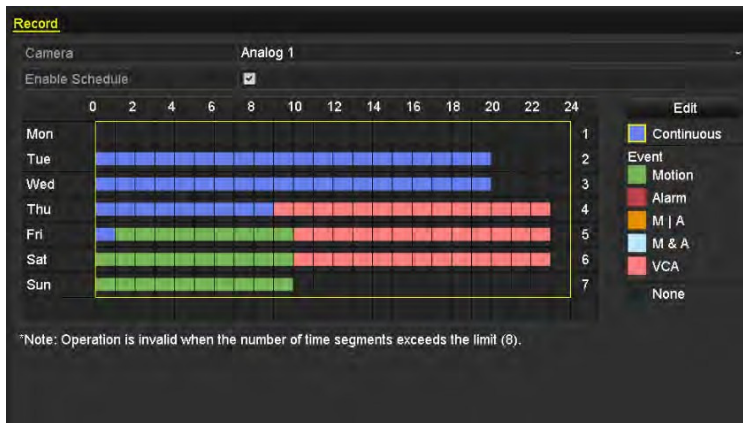 Record
Camera Analog 1
Enable Schedule
0 2 4 6 8 10 12 14 16 18 20 22 24 Edit
Mon 1 Continuous
Tue 2 Event
Wed 3 Motion
Thu 4 Alarm
Fri 5 M | A
Sat 6 M & A
Sun 7 VCA
None
*Note: Operation is invalid when the number of time segments exceeds the limit (8).